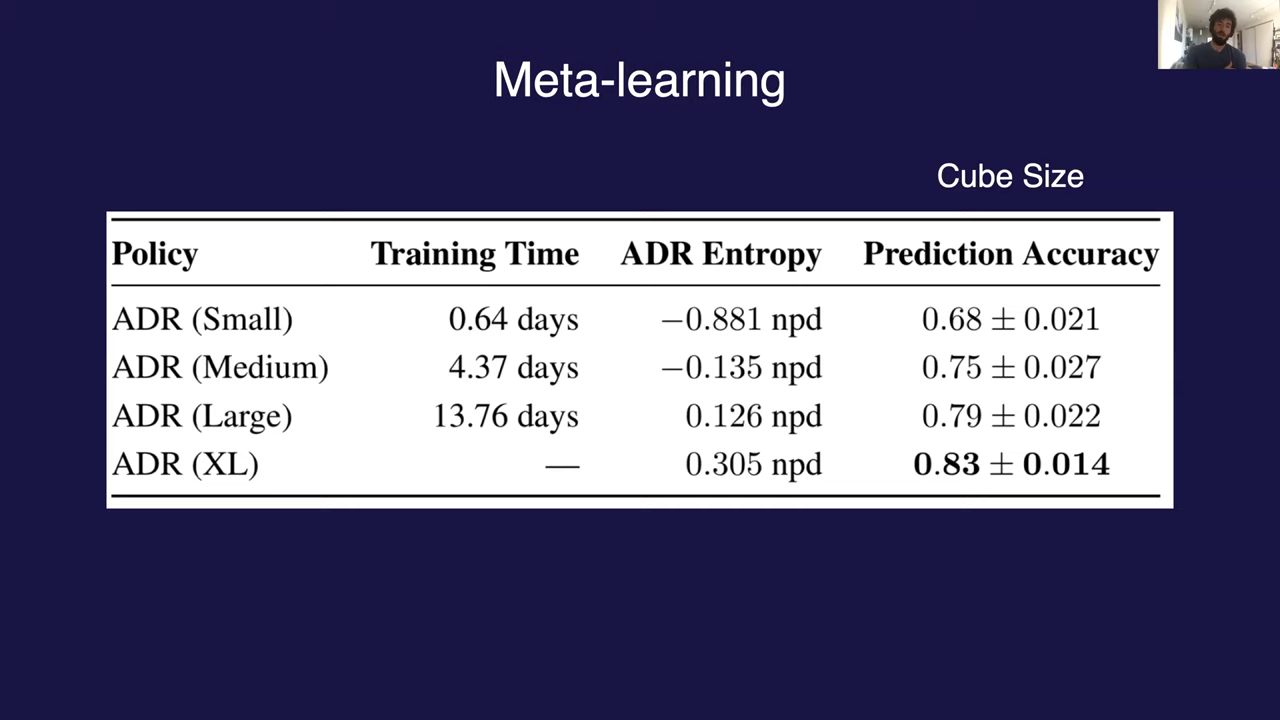 Meta-learning
Cube Size
Policy Training Time ADR Entropy Prediction Accuracy
ADR (Small) 0.64 days −0.881 npd 0.68 ± 0.021
ADR (Medium) 4.37 days −0.135 npd 0.75 ± 0.027
ADR (Large) 13.76 days 0.126 npd 0.79 ± 0.022
ADR (XL) — 0.305 npd 0.83 ± 0.014